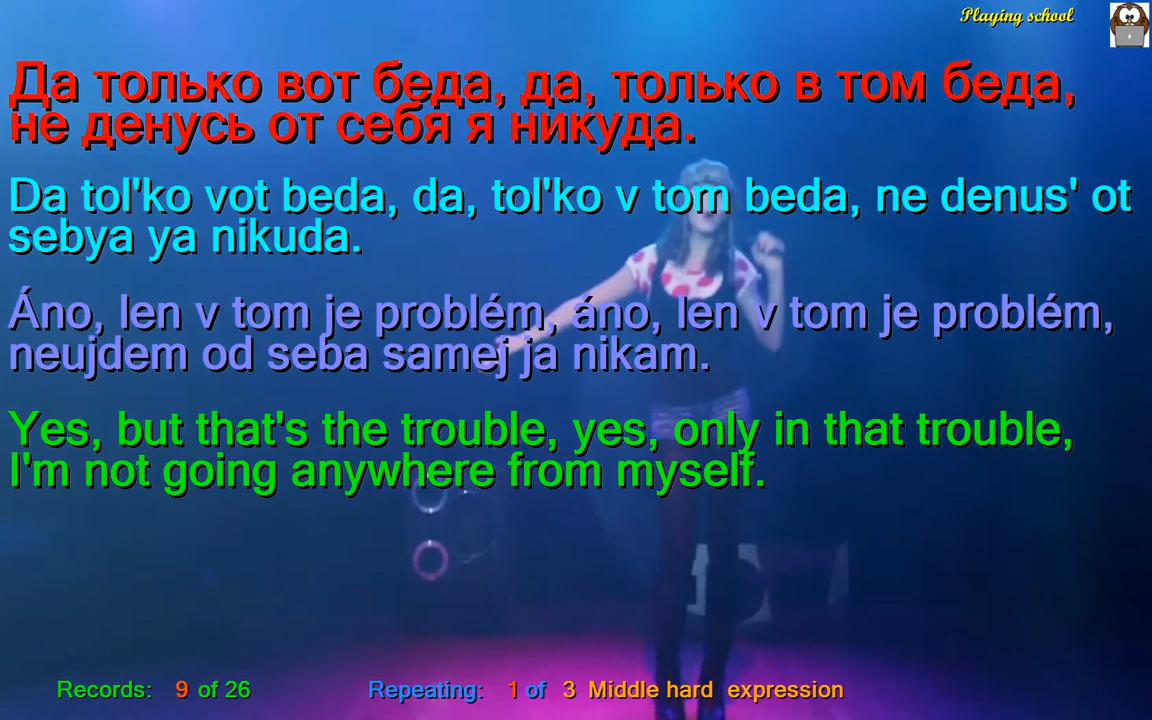 Playing school
Да только вот беда, да, только в том беда,
не денусь от себя я никуда.
Da tol'ko vot beda, da, tol'ko v tom beda, ne denus' ot
sebya ya nikuda.
Áno, len v tom je problém, áno, len v tom je problém,
neujdem od seba samej ja nikam.
Yes, but that's the trouble, yes, only in that trouble,
I'm not going anywhere from myself.
Records: 9 of 26 Repeating: 1 of 3 Middle hard expression